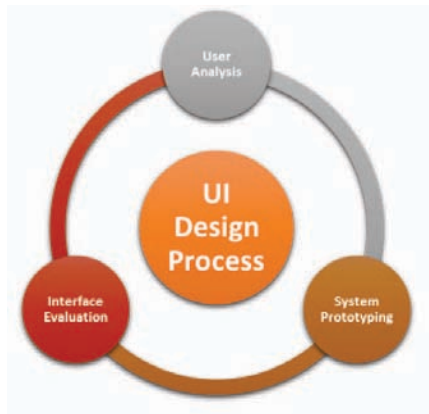 User
Analysis
UI
Design
Process
Interface
Evaluation
System
Prototyping